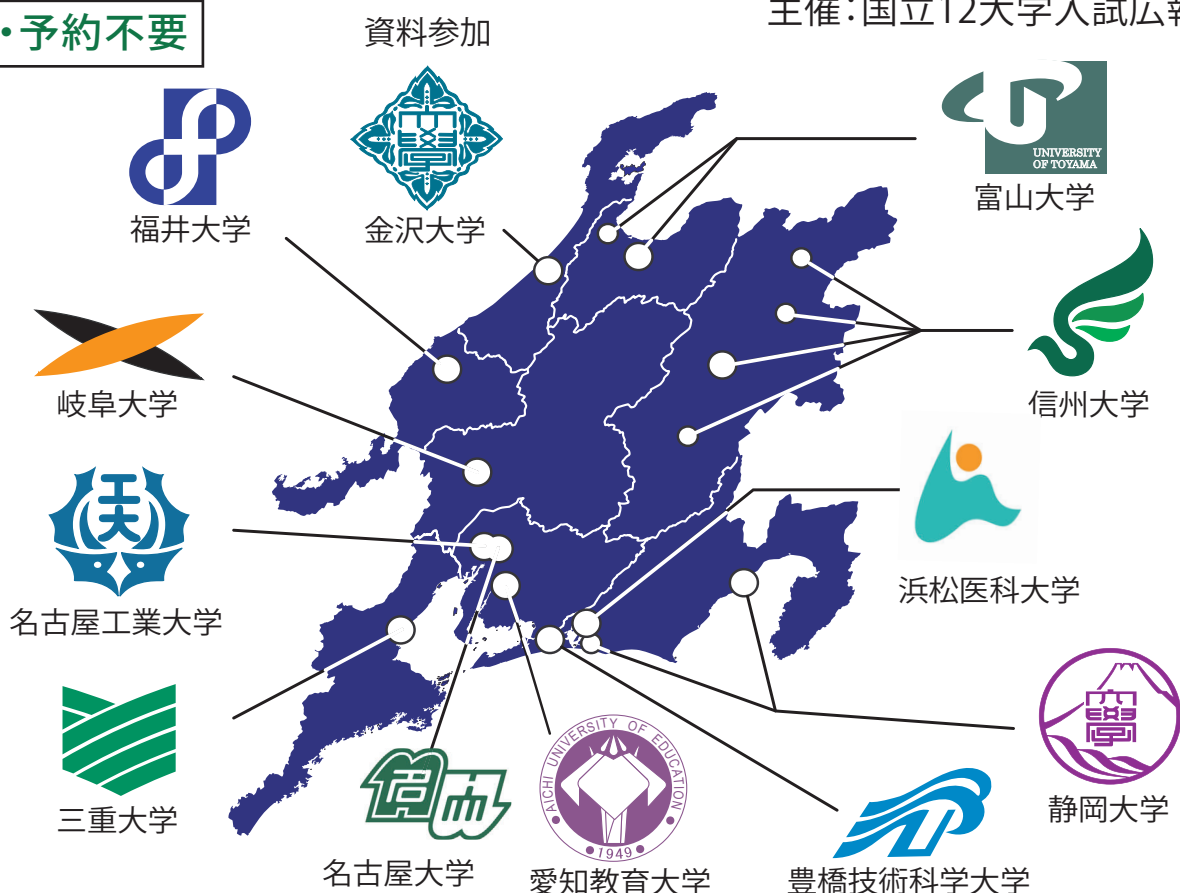 ・予約不要
主催：国立12大学入試広報
資料参加
福井大学
金沢大学
UNIVERSITY
OF TOYAMA
富山大学
岐阜大学
信州大学
名古屋工業大学
浜松医科大学
三重大学
名古屋大学
AICHI UNIVERSITY OF EDUCATION
1949
愛知教育大学
豊橋技術科学大学
静岡大学